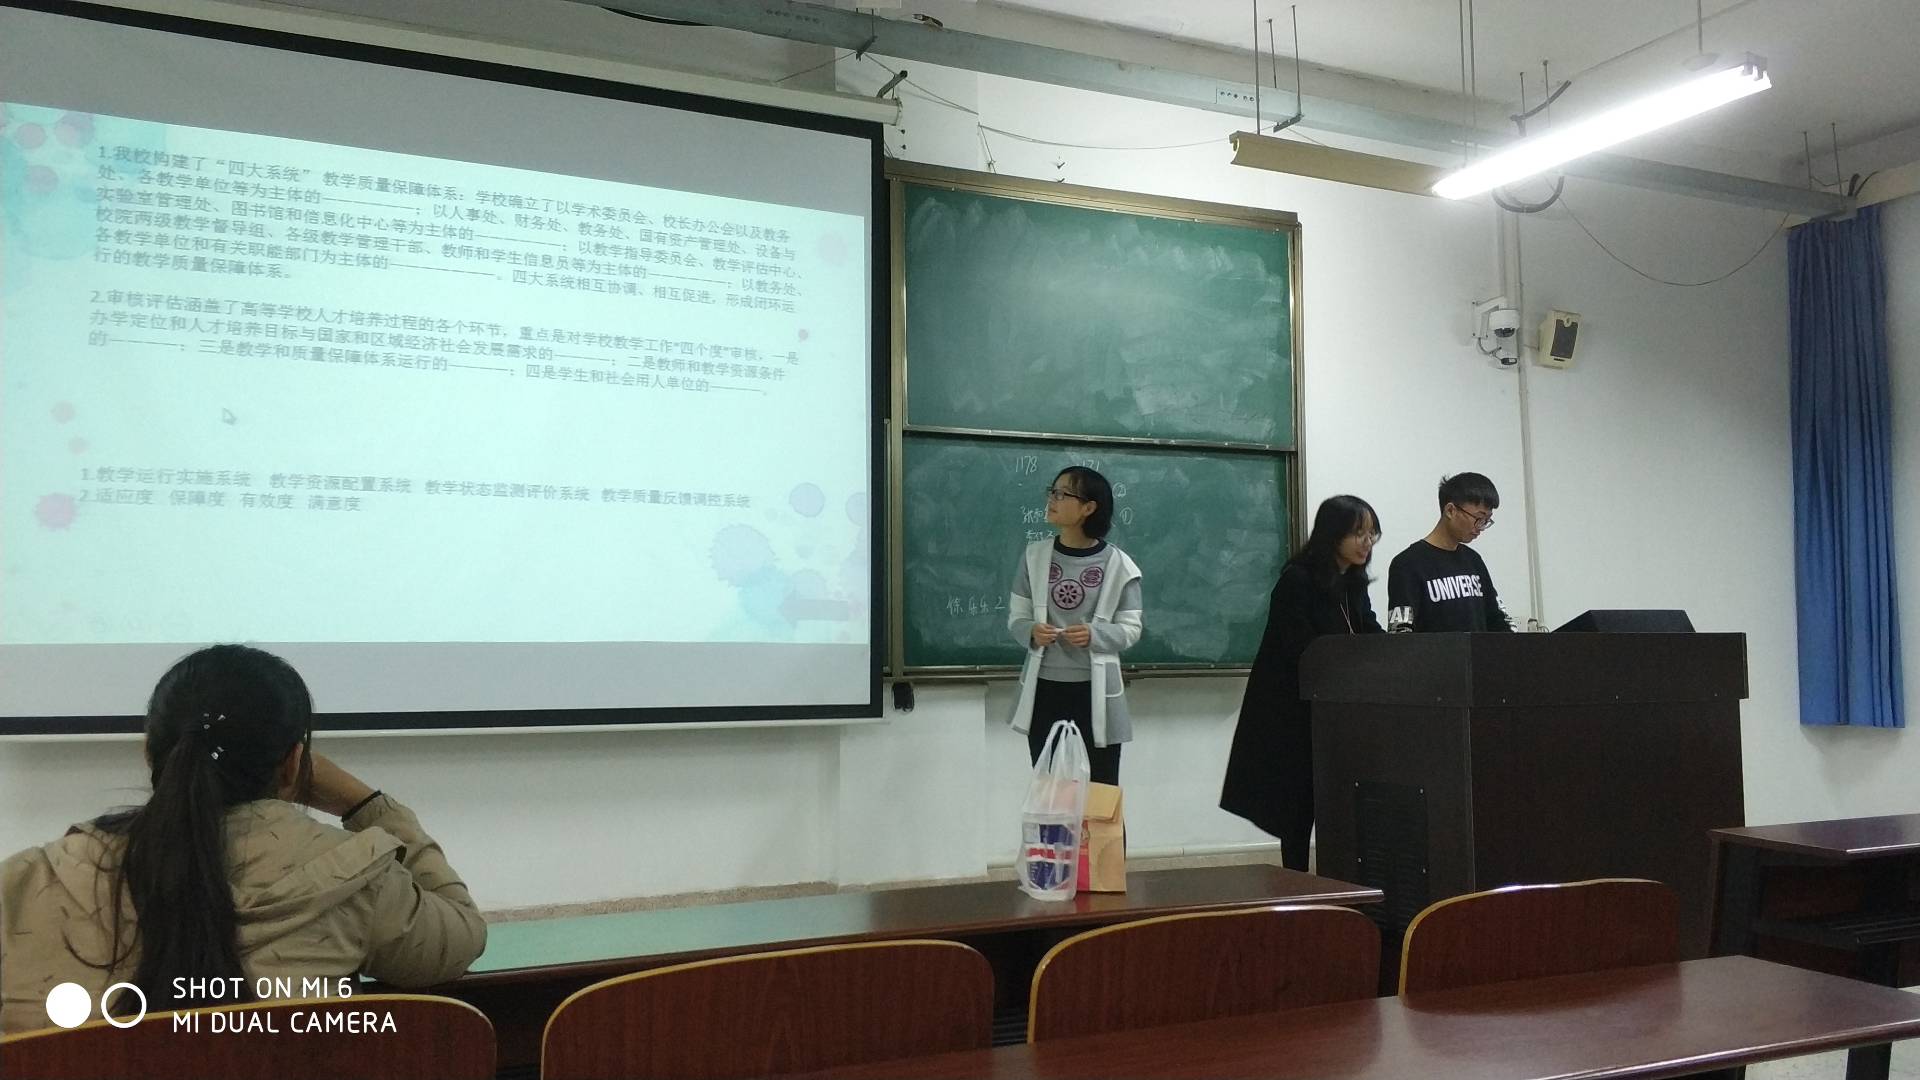 1.我校构建了“四大系统”教学质量保障体系：学校确立了以学术委员会、校长办公会以及教务
处、各教学单位等为主体的————；以人事处、财务处、教务处、国有资产管理处、设备与
实验室管理处、图书馆和信息化中心等为主体的————；以教学指导委员会、教学评估中心、
校院两级教学督导组、各级教学管理干部、教师和学生信息员等为主体的————；以教务处、
各教学单位和有关职能部门为主体的—————。四大系统相互协调、相互促进，形成闭环运
行的教学质量保障体系。
2.审核评估涵盖了高等学校人才培养过程的各个环节，重点是对学校教学工作“四个度”审核，一是
办学定位和人才培养目标与国家和区域经济社会发展需求的———；二是教师和教学资源条件
的————；三是教学和质量保障体系运行的———；四是学生和社会用人单位的———。
1.教学运行实施系统 教学资源配置系统 教学状态监测评价系统 教学质量反馈调控系统
2.适应度 保障度 有效度 满意度
1178
②
①
徐乐乐2
UNIVERSE
SHOT ON MI 6
MI DUAL CAMERA